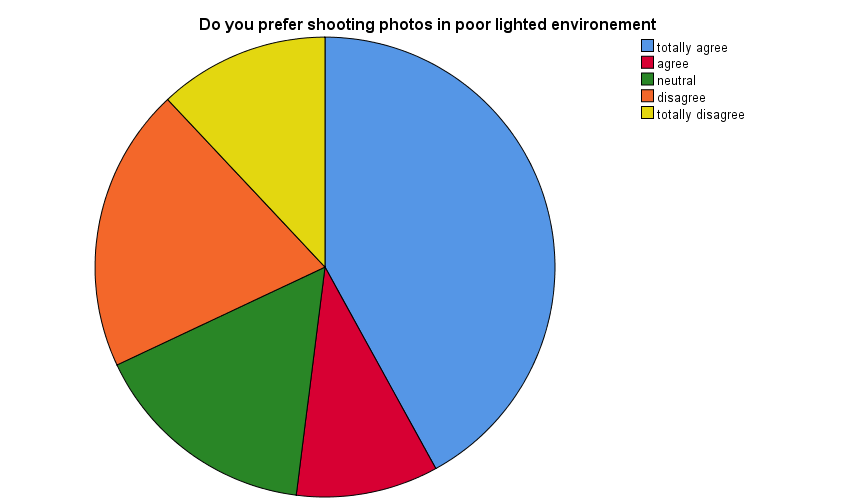 Do you prefer shooting photos in poor lighted environement
totally agree
agree
neutral
disagree
totally disagree